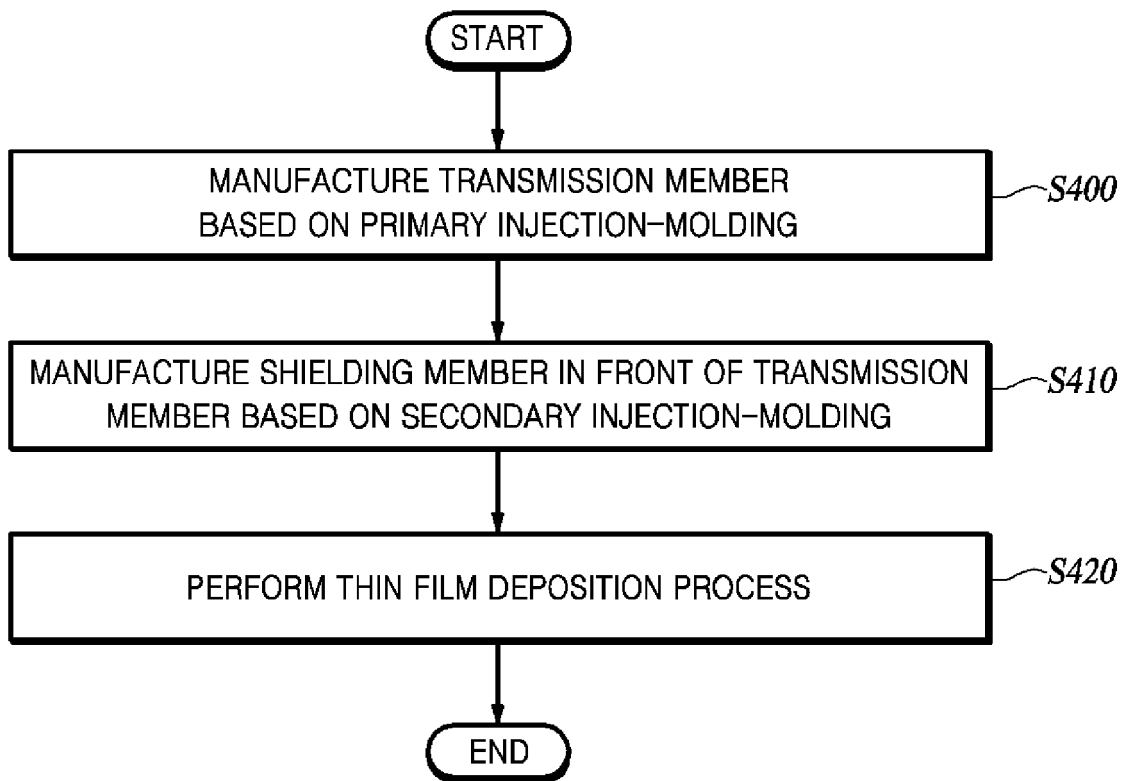 START
MANUFACTURE TRANSMISSION MEMBER
BASED ON PRIMARY INJECTION-MOLDING
S400
MANUFACTURE SHIELDING MEMBER IN FRONT OF TRANSMISSION
MEMBER BASED ON SECONDARY INJECTION-MOLDING
S410
PERFORM THIN FILM DEPOSITION PROCESS
S420
END